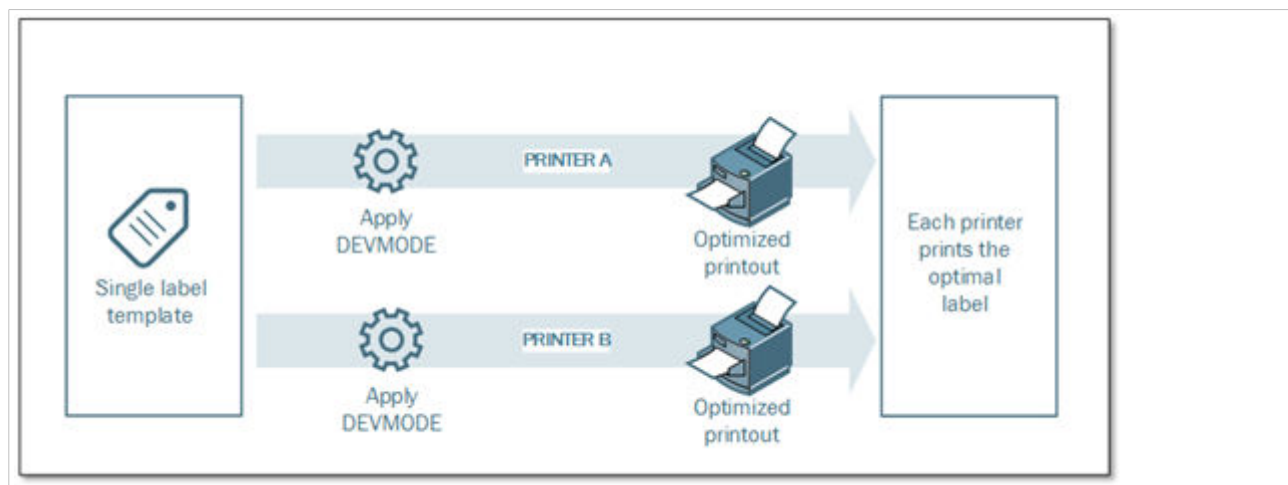 Single label
template
Apply
DEVMODE
PRINTER A
Optimized
printout
Apply
DEVMODE
PRINTER B
Optimized
printout
Each printer
prints the
optimal
label